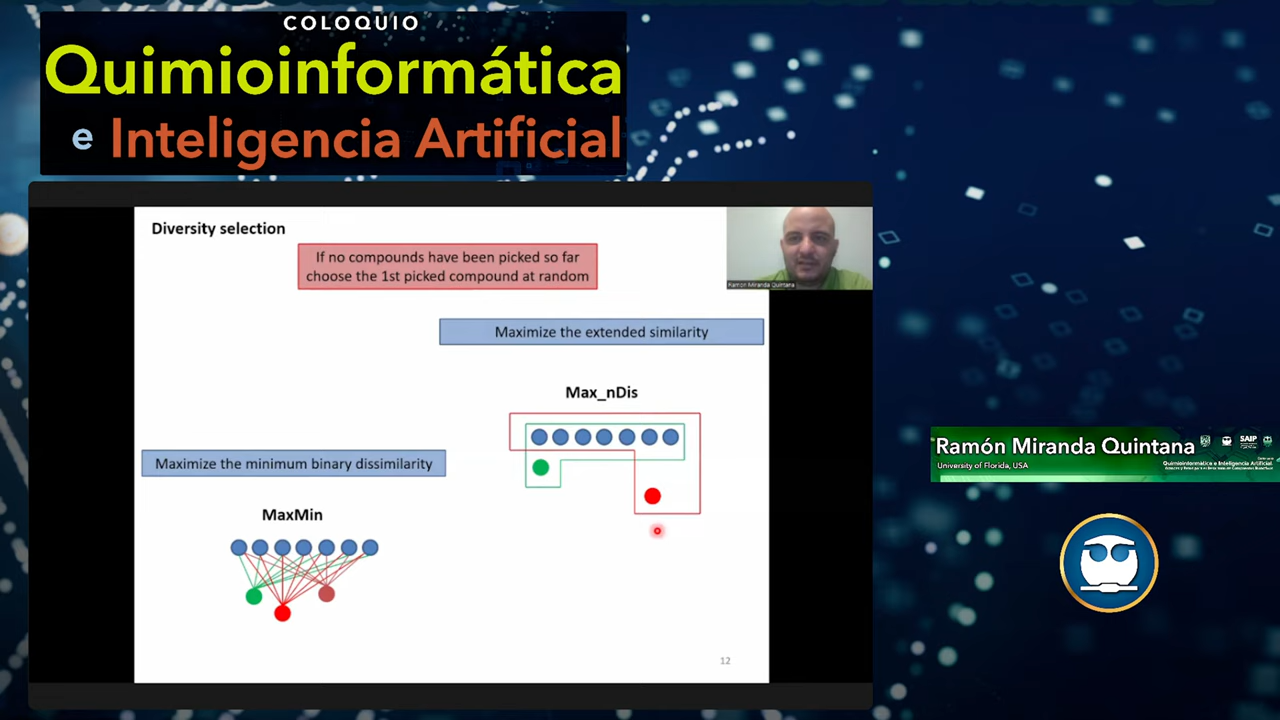 COLOQUIO
Quimioinformática
e Inteligencia Artificial
Diversity selection
If no compounds have been picked so far
choose the 1st picked compound at random
Ramón Miranda Quintana
Maximize the extended similarity
Max_nDis
Maximize the minimum binary dissimilarity
MaxMin
12
Ramón Miranda Quintana
University of Florida, USA
SAIP
Quimioinformática e Inteligencia Artificial